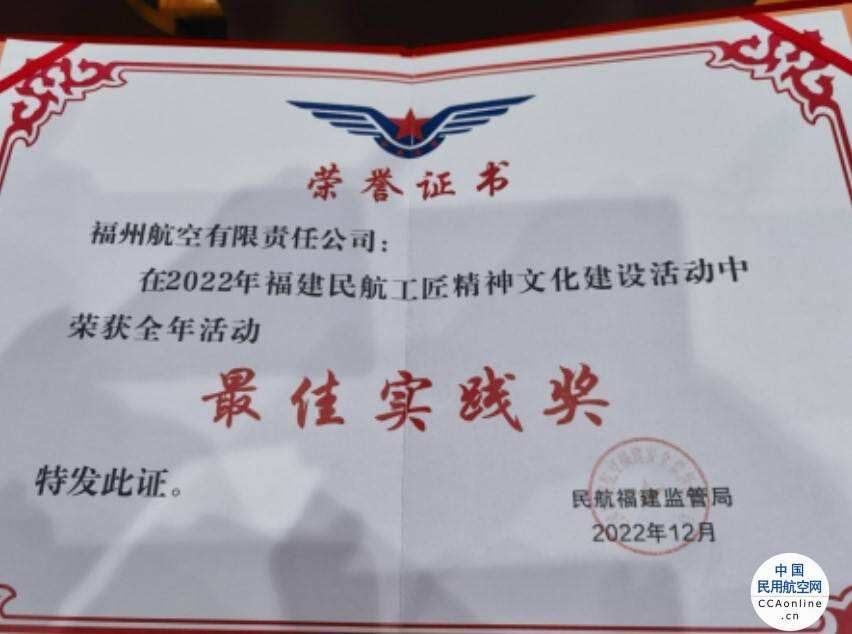 荣誉证书
福州航空有限责任公司：
在2022年福建民航工匠精神文化建设活动中
荣获全年活动
最佳实践奖
特发此证。
民航福建监管局
2022年12月
中国
民用航空网
CCAonline
.cn